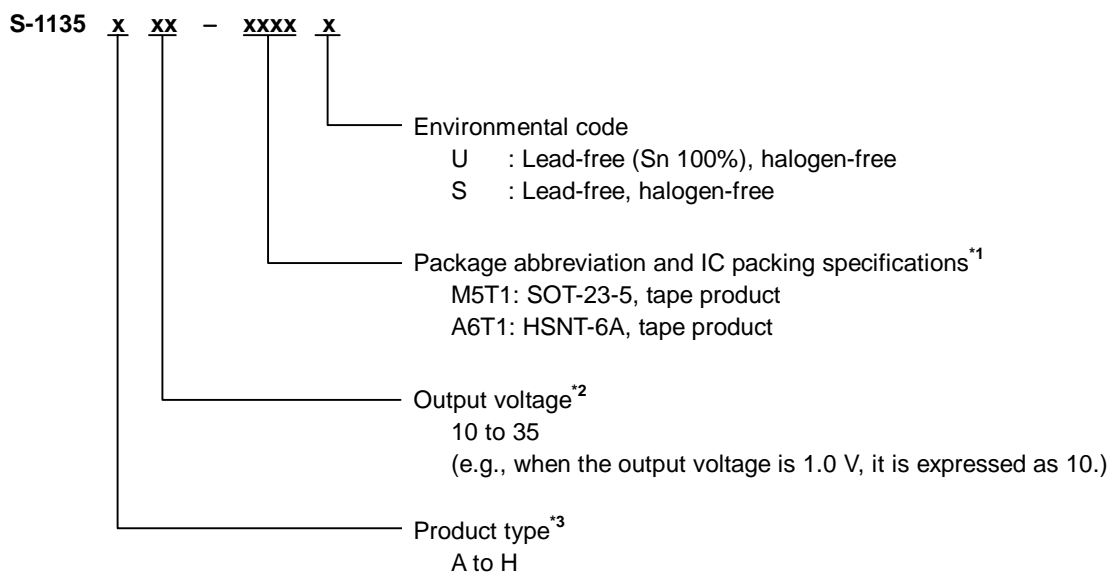 S-1135 x xx – xxxx x
Environmental code
U : Lead-free (Sn 100%), halogen-free
S : Lead-free, halogen-free
Package abbreviation and IC packing specifications*1
M5T1: SOT-23-5, tape product
A6T1: HSNT-6A, tape product
Output voltage*2
10 to 35
(e.g., when the output voltage is 1.0 V, it is expressed as 10.)
Product type*3
A to H